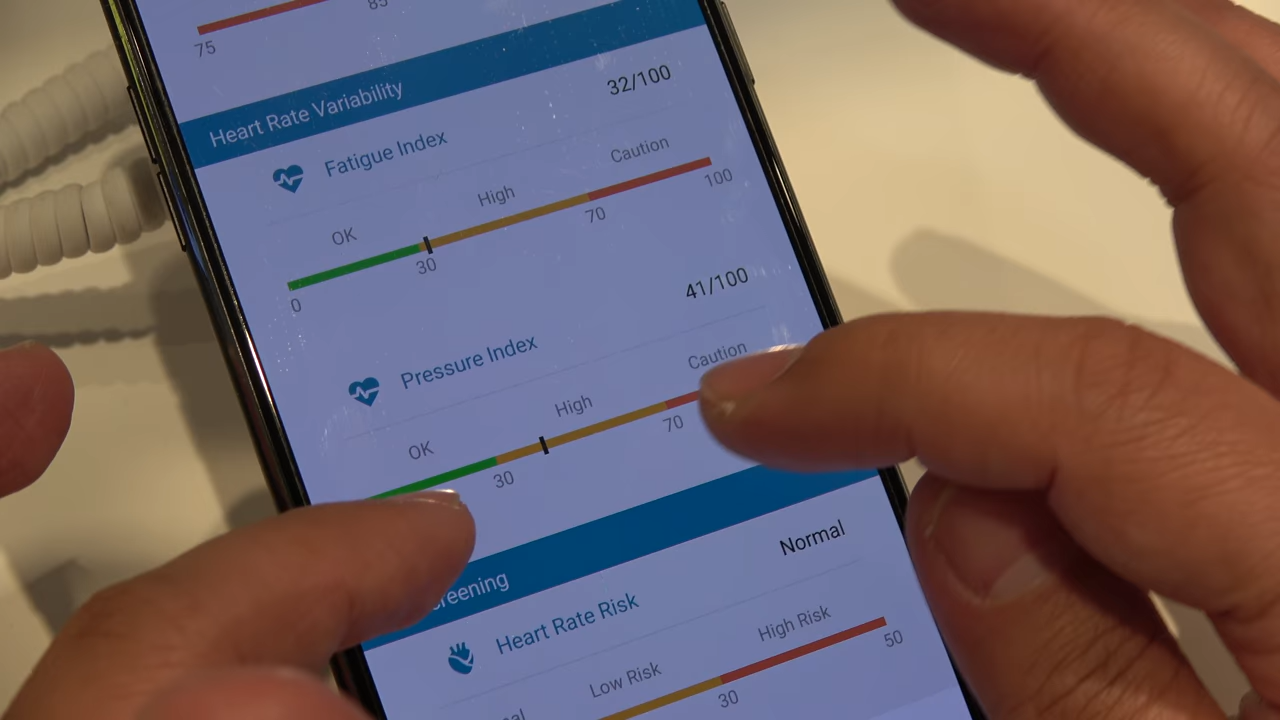 85
75
Heart Rate Variability
32/100
Fatigue Index
OK High Caution
0 30 70 100
41/100
Pressure Index
OK High Caution
30 70
Normal
Heart Rate Risk
Low Risk High Risk
30 50